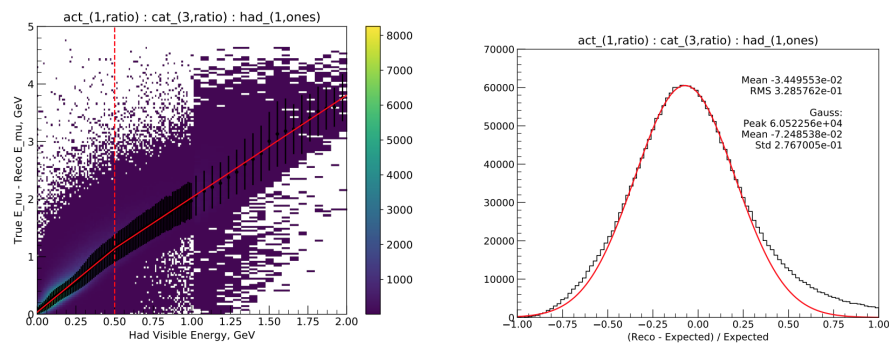 act_(1,ratio) : cat_(3,ratio) : had_(1,ones)
5
4
3
2
1
0
True E_nu - Reco E_mu, GeV
0.00 0.25 0.50 0.75 1.00 1.25 1.50 1.75 2.00
Had Visible Energy, GeV
8000
7000
6000
5000
4000
3000
2000
1000
act_(1,ratio) : cat_(3,ratio) : had_(1,ones)
70000
60000
50000
40000
30000
20000
10000
0
Mean -3.449553e-02
RMS 3.285762e-01
Gauss:
Peak 6.052256e+04
Mean -7.248538e-02
Std 2.767005e-01
−1.00 −0.75 −0.50 −0.25 0.00 0.25 0.50 0.75 1.00
(Reco - Expected) / Expected